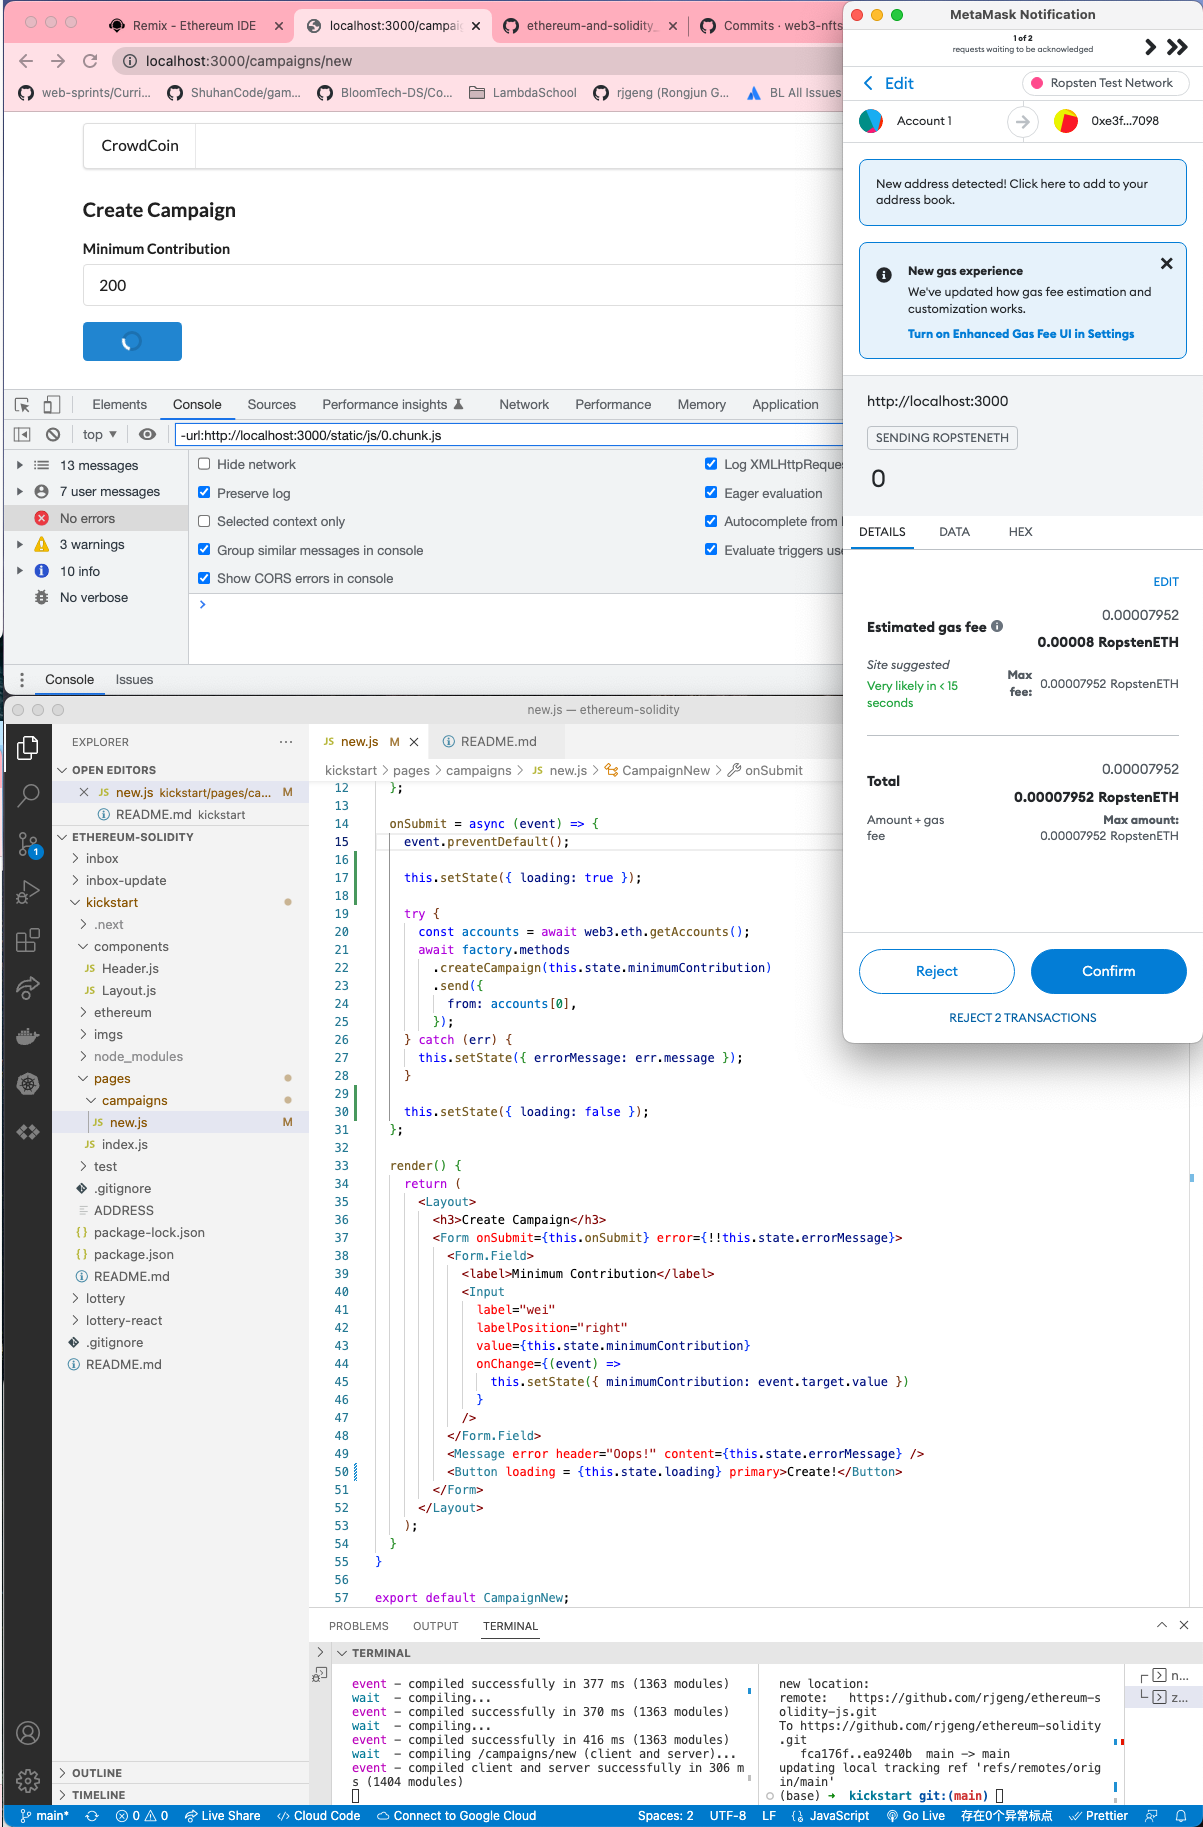 Remix - Ethereum IDE
localhost:3000/campai
ethereum-and-solidity_
Commits · web3-nfts
localhost:3000/campaigns/new
web-sprints/Curri...
ShuhanCode/gam...
BloomTech-DS/Co...
LambdaSchool
rjgeng (Rongjun G...
BL All Issues
CrowdCoin
Create Campaign
Minimum Contribution
200
Elements
Console
Sources
Performance insights
Network
Performance
Memory
Application
top
-url:http://localhost:3000/static/js/0.chunk.js
13 messages
7 user messages
No errors
3 warnings
10 info
No verbose
Hide network
Preserve log
Selected context only
Group similar messages in console
Show CORS errors in console
Log XMLHttpReque
Eager evaluation
Autocomplete from
Evaluate triggers us
Console
Issues
MetaMask Notification
1 of 2
requests waiting to be acknowledged
Edit
Ropsten Test Network
Account 1
0xe3f...7098
New address detected! Click here to add to your
address book.
New gas experience
We've updated how gas fee estimation and
customization works.
Turn on Enhanced Gas Fee UI in Settings
http://localhost:3000
SENDING ROPSTENETH
0
DETAILS
DATA
HEX
EDIT
0.00007952
Estimated gas fee
0.00008 RopstenETH
Site suggested
Very likely in < 15
seconds
Max
fee:
0.00007952 RopstenETH
0.00007952
Total
0.00007952 RopstenETH
Amount + gas
fee
Max amount:
0.00007952 RopstenETH
Reject
Confirm
REJECT 2 TRANSACTIONS
new.js — ethereum-solidity
EXPLORER
OPEN EDITORS
new.js kickstart/pages/ca... M
README.md kickstart
ETHEREUM-SOLIDITY
inbox
inbox-update
kickstart
.next
components
JS Header.js
JS Layout.js
ethereum
imgs
node_modules
pages
campaigns
JS new.js M
JS index.js
test
.gitignore
ADDRESS
package-lock.json
package.json
README.md
lottery
lottery-react
.gitignore
README.md
OUTLINE
TIMELINE
1
JS new.js M
README.md
kickstart > pages > campaigns > JS new.js > CampaignNew > onSubmit
12 };
13
14 onSubmit = async (event) => {
15 event.preventDefault();
16
17 this.setState({ loading: true });
18
19 try {
20 const accounts = await web3.eth.getAccounts();
21 await factory.methods
22 .createCampaign(this.state.minimumContribution)
23 .send({
24 from: accounts[0],
25 });
26 } catch (err) {
27 this.setState({ errorMessage: err.message });
28 }
29
30 this.setState({ loading: false });
31 };
32
33 render() {
34 return (
35 <Layout>
36 <h3>Create Campaign</h3>
37 <Form onSubmit={this.onSubmit} error={!!this.state.errorMessage}>
38 <Form.Field>
39 <label>Minimum Contribution</label>
40 <Input
41 label="wei"
42 labelPosition="right"
43 value={this.state.minimumContribution}
44 onChange={(event) =>
45 this.setState({ minimumContribution: event.target.value })
46 }
47 />
48 </Form.Field>
49 <Message error header="Oops!" content={this.state.errorMessage} />
50 <Button loading = {this.state.loading} primary>Create!</Button>
51 </Form>
52 </Layout>
53 );
54 }
55 }
56
57 export default CampaignNew;
PROBLEMS
OUTPUT
TERMINAL
TERMINAL
event - compiled successfully in 377 ms (1363 modules)
wait - compiling...
event - compiled successfully in 370 ms (1363 modules)
wait - compiling...
event - compiled successfully in 416 ms (1363 modules)
wait - compiling /campaigns/new (client and server)...
event - compiled client and server successfully in 306 m
s (1404 modules)
new location:
remote: https://github.com/rjgeng/ethereum-s
olidity-js.git
To https://github.com/rjgeng/ethereum-solidity
.git
fca176f..ea9240b main -> main
updating local tracking ref 'refs/remotes/orig
in/main'
(base) ➜ kickstart git:(main)
n...
z...
main*
0 0
Live Share
Cloud Code
Connect to Google Cloud
Spaces: 2
UTF-8
LF
JavaScript
Go Live
存在0个异常标点
Prettier